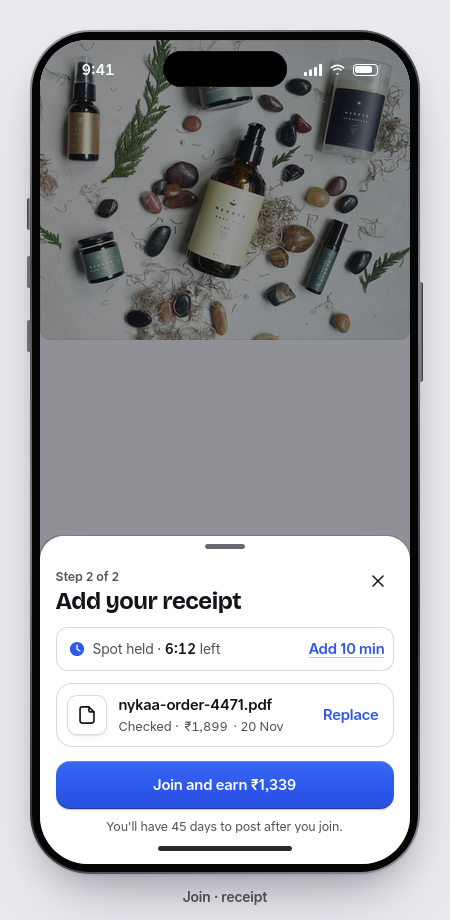 9:41
Step 2 of 2
Add your receipt
Spot held · 6:12 left
Add 10 min
nykaa-order-4471.pdf
Checked · ₹1,899 · 20 Nov
Replace
Join and earn ₹1,339
You'll have 45 days to post after you join.
Join · receipt